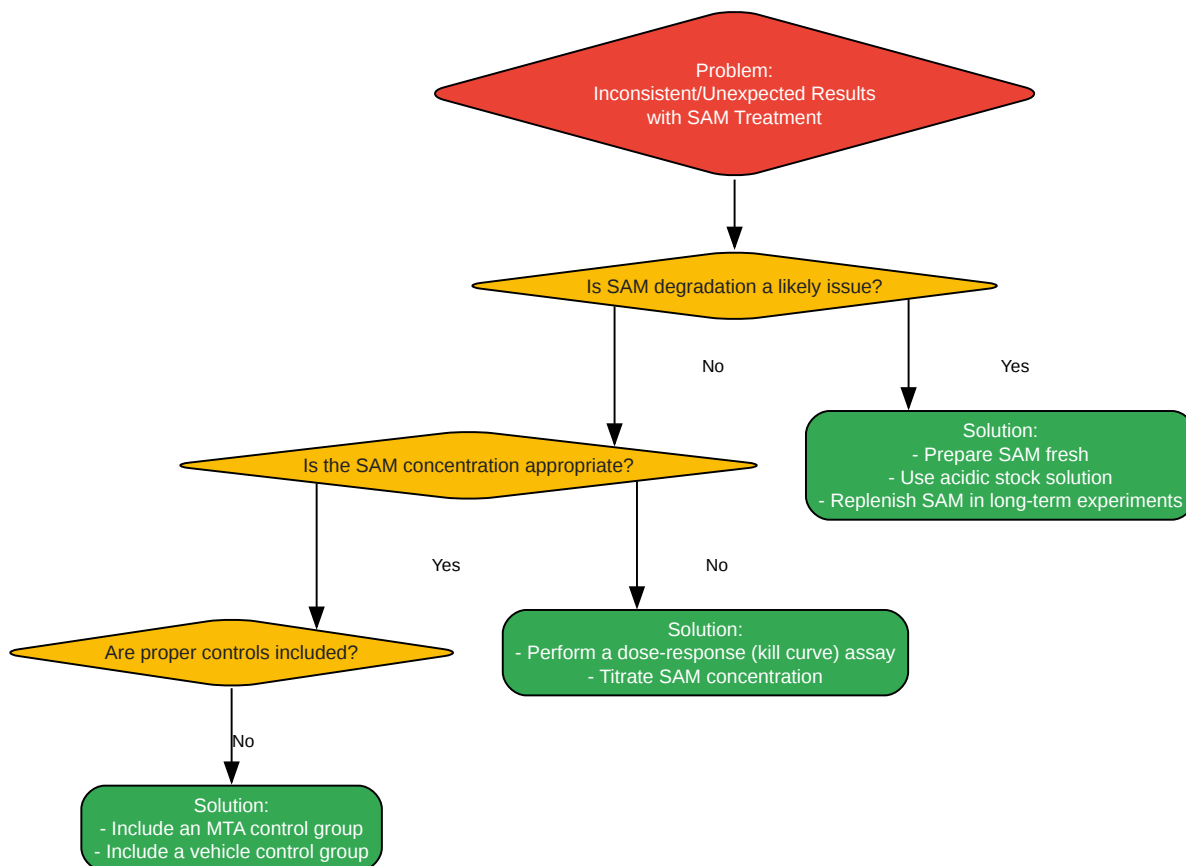 Problem:
Inconsistent/Unexpected Results
with SAM Treatment
Is SAM degradation a likely issue?
No
Yes
Solution:
- Prepare SAM fresh
- Use acidic stock solution
- Replenish SAM in long-term experiments
Is the SAM concentration appropriate?
Yes
No
Solution:
- Perform a dose-response (kill curve) assay
- Titrate SAM concentration
Are proper controls included?
No
Solution:
- Include an MTA control group
- Include a vehicle control group